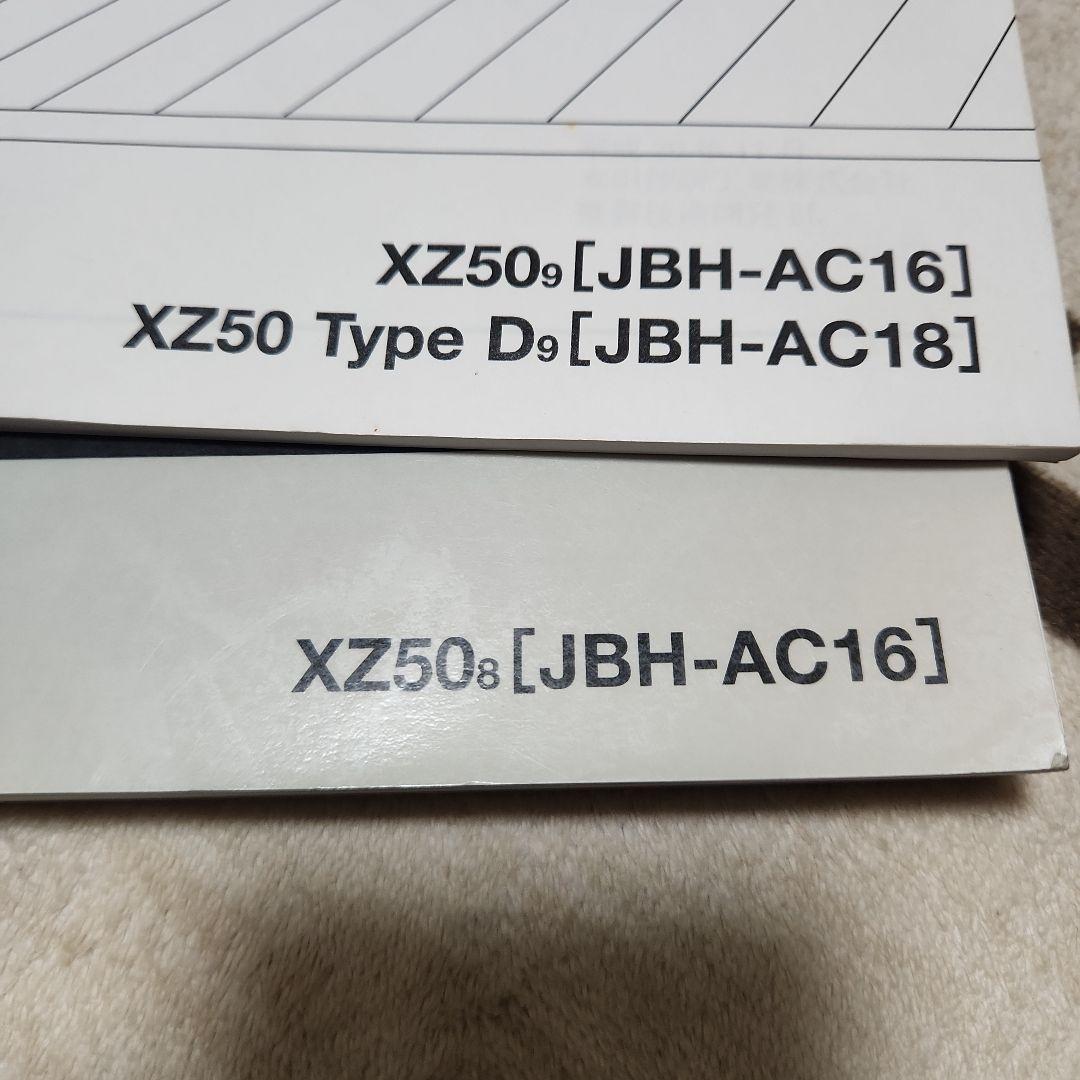 XZ50₉[JBH-AC16]
XZ50 Type D₉[JBH-AC18]
XZ50₈[JBH-AC16]